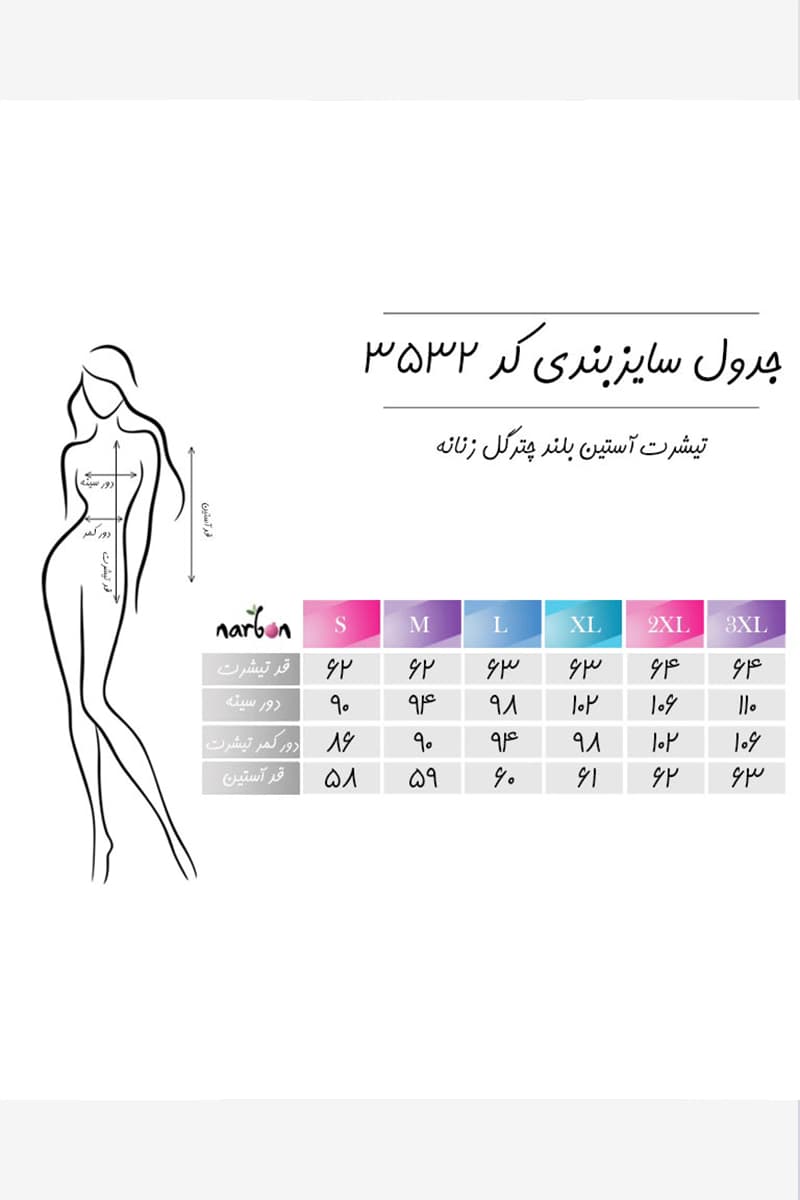 جدول سایزبندی کد ۳۵۳۲
تیشرت آستین بلند چترگل زنانه
دور سینه
دور کمر
قد تیشرت
قد آستین
narbon S M L XL 2XL 3XL
قد تیشرت ۶۲ ۶۲ ۶۳ ۶۳ ۶۴ ۶۴
دور سینه ۹۰ ۹۴ ۹۸ ۱۰۲ ۱۰۶ ۱۱۰
دور کمر تیشرت ۸۶ ۹۰ ۹۴ ۹۸ ۱۰۲ ۱۰۶
قد آستین ۵۸ ۵۹ ۶۰ ۶۱ ۶۲ ۶۳